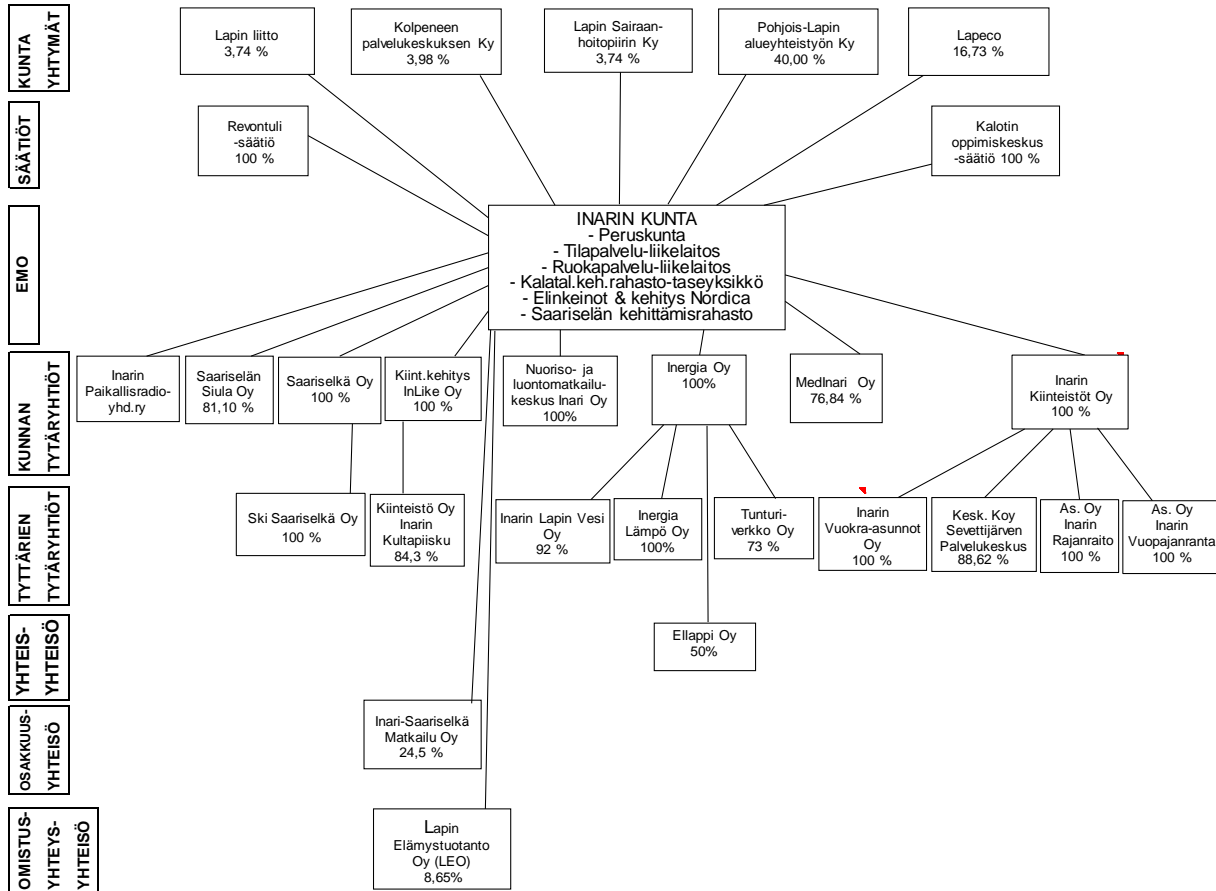 KUNTA
YHTYMÄT
Lapin liitto
3,74 %
Kolpeneen
palvelukeskuksen Ky
3,98 %
Lapin Sairaan-
hoitopiirin Ky
3,74 %
Pohjois-Lapin
alueyhteistyön Ky
40,00 %
Lapeco
16,73 %
SÄÄTIÖT
Revontuli
-säätiö
100 %
Kalotin
oppimiskeskus
-säätiö 100 %
EMO
INARIN KUNTA
- Peruskunta
- Tilapalvelu-liikelaitos
- Ruokapalvelu-liikelaitos
- Kalatal.keh.rahasto-taseyksikkö
- Elinkeinot & kehitys Nordica
- Saariselän kehittämisrahasto
KUNNAN
TYTÄRYHTIÖT
Inarin
Paikallisradio-
yhd.ry
Saariselän
Siula Oy
81,10 %
Saariselkä Oy
100 %
Kiint.kehitys
InLike Oy
100 %
Nuoriso- ja
luontomatkailu-
keskus Inari Oy
100%
Inergia Oy
100%
MedInari Oy
76,84 %
Inarin
Kiinteistöt Oy
100 %
TYTTÄRIEN
TYTÄRYHTIÖT
Ski Saariselkä Oy
100 %
Kiinteistö Oy
Inarin
Kultapiisku
84,3 %
Inarin Lapin Vesi
Oy
92 %
Inergia
Lämpö Oy
100%
Tunturi-
verkko Oy
73 %
Inarin
Vuokra-asunnot
Oy
100 %
Kesk. Koy
Sevettijärven
Palvelukeskus
88,62 %
As. Oy
Inarin
Rajanraito
100 %
As. Oy
Inarin
Vuopajanranta
100 %
YHTEIS-
YHTEISÖ
Ellappi Oy
50%
OSAKKUUS-
YHTEISÖ
Inari-Saariselkä
Matkailu Oy
24,5 %
OMISTUS-
YHTEYS-
YHTEISÖ
Lapin
Elämystuotanto
Oy (LEO)
8,65%